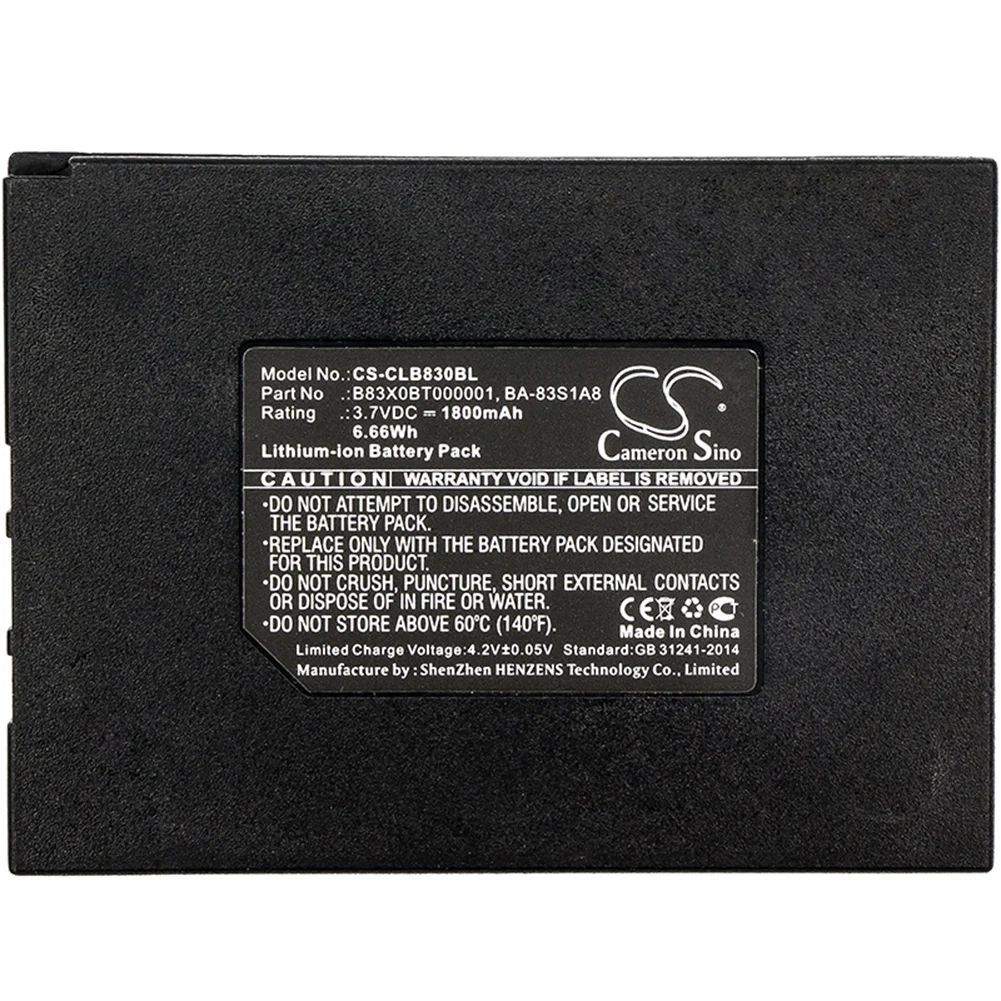 Model No.: CS-CLB830BL
Part No .: B83X0BT000001, BA-83S1A8
Rating .: 3.7VDC ⎓ 1800mAh
6.66Wh
Lithium-ion Battery Pack
CS ®
Cameron Sino
CAUTION WARRANTY VOID IF LABEL IS REMOVED
•DO NOT ATTEMPT TO DISASSEMBLE, OPEN OR SERVICE
THE BATTERY PACK.
•REPLACE ONLY WITH THE BATTERY PACK DESIGNATED
FOR THIS PRODUCT.
•DO NOT CRUSH, PUNCTURE, SHORT EXTERNAL CONTACTS
OR DISPOSE OF IN FIRE OR WATER.
•DO NOT STORE ABOVE 60°C (140°F).
CE PC
Made In China
Limited Charge Voltage:4.2V±0.05V Standard:GB 31241-2014
Manufacture by : ShenZhen HENZENS Technology Co., Limited